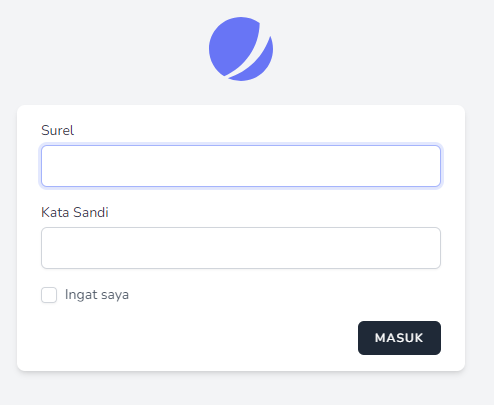 Surel
Kata Sandi
Ingat saya
MASUK